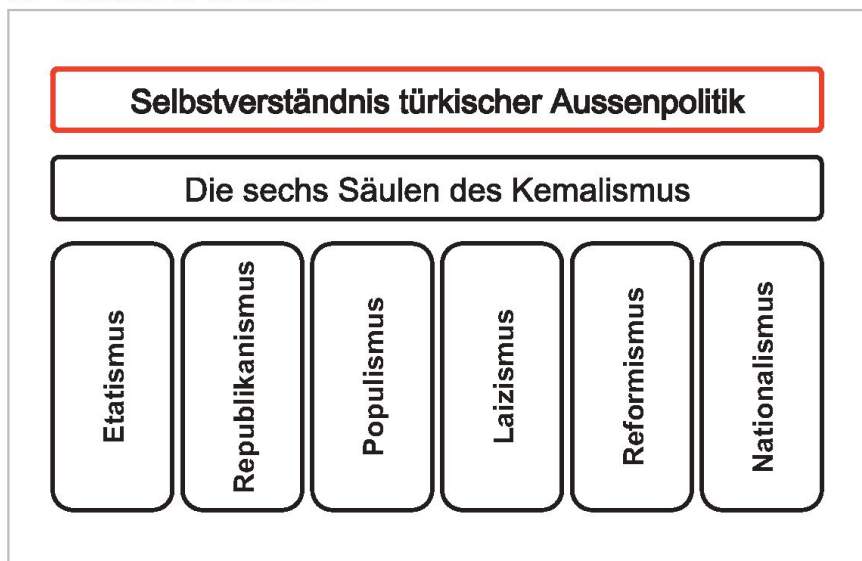 Selbstverständnis türkischer Aussenpolitik
Die sechs Säulen des Kemalismus
Etatismus
Republikanismus
Populismus
Laizismus
Reformismus
Nationalismus